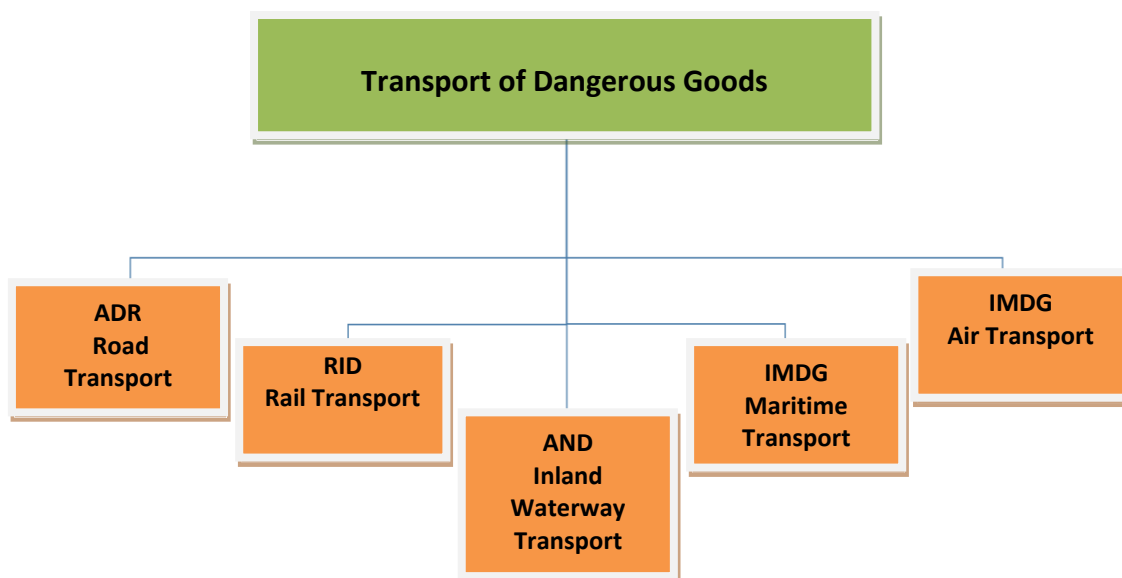 Transport of Dangerous Goods
ADR
Road
Transport
RID
Rail Transport
AND
Inland
Waterway
Transport
IMDG
Maritime
Transport
IMDG
Air Transport